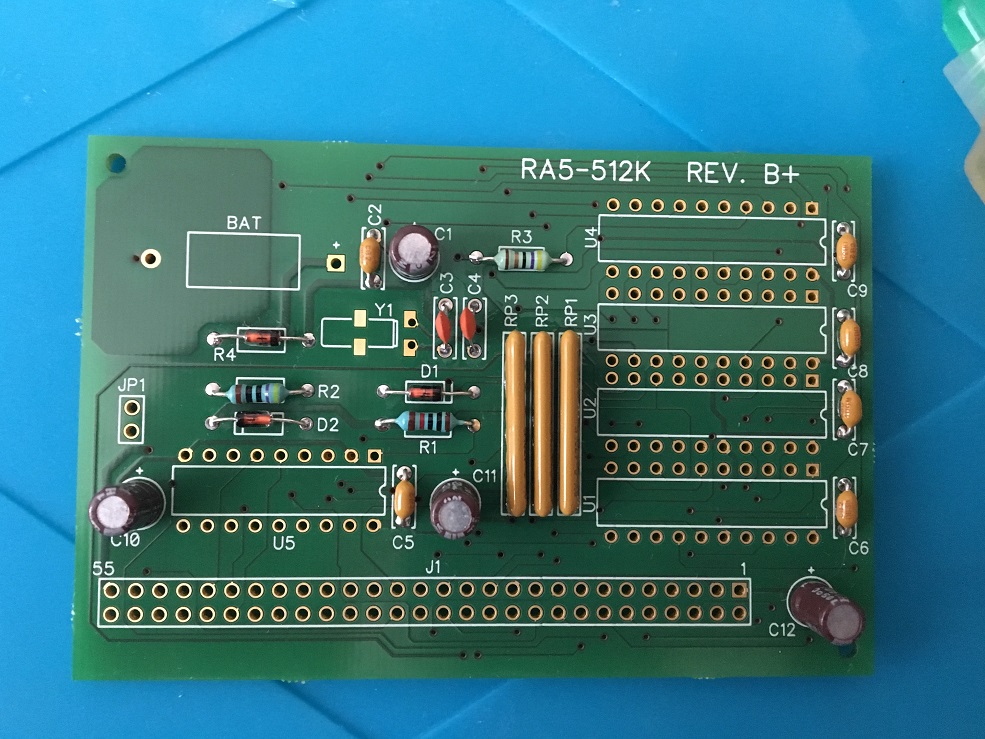 RA5-512K REV. B+
BAT
+
C2
C1
R3
U4
C9
C3
C4
Y1
R4
RP3
RP2
RP1
U3
C8
JP1
R2
D1
D2
R1
U2
C7
+
C10
U5
C5
+
C11
U1
C6
55
J1
1
+
C12